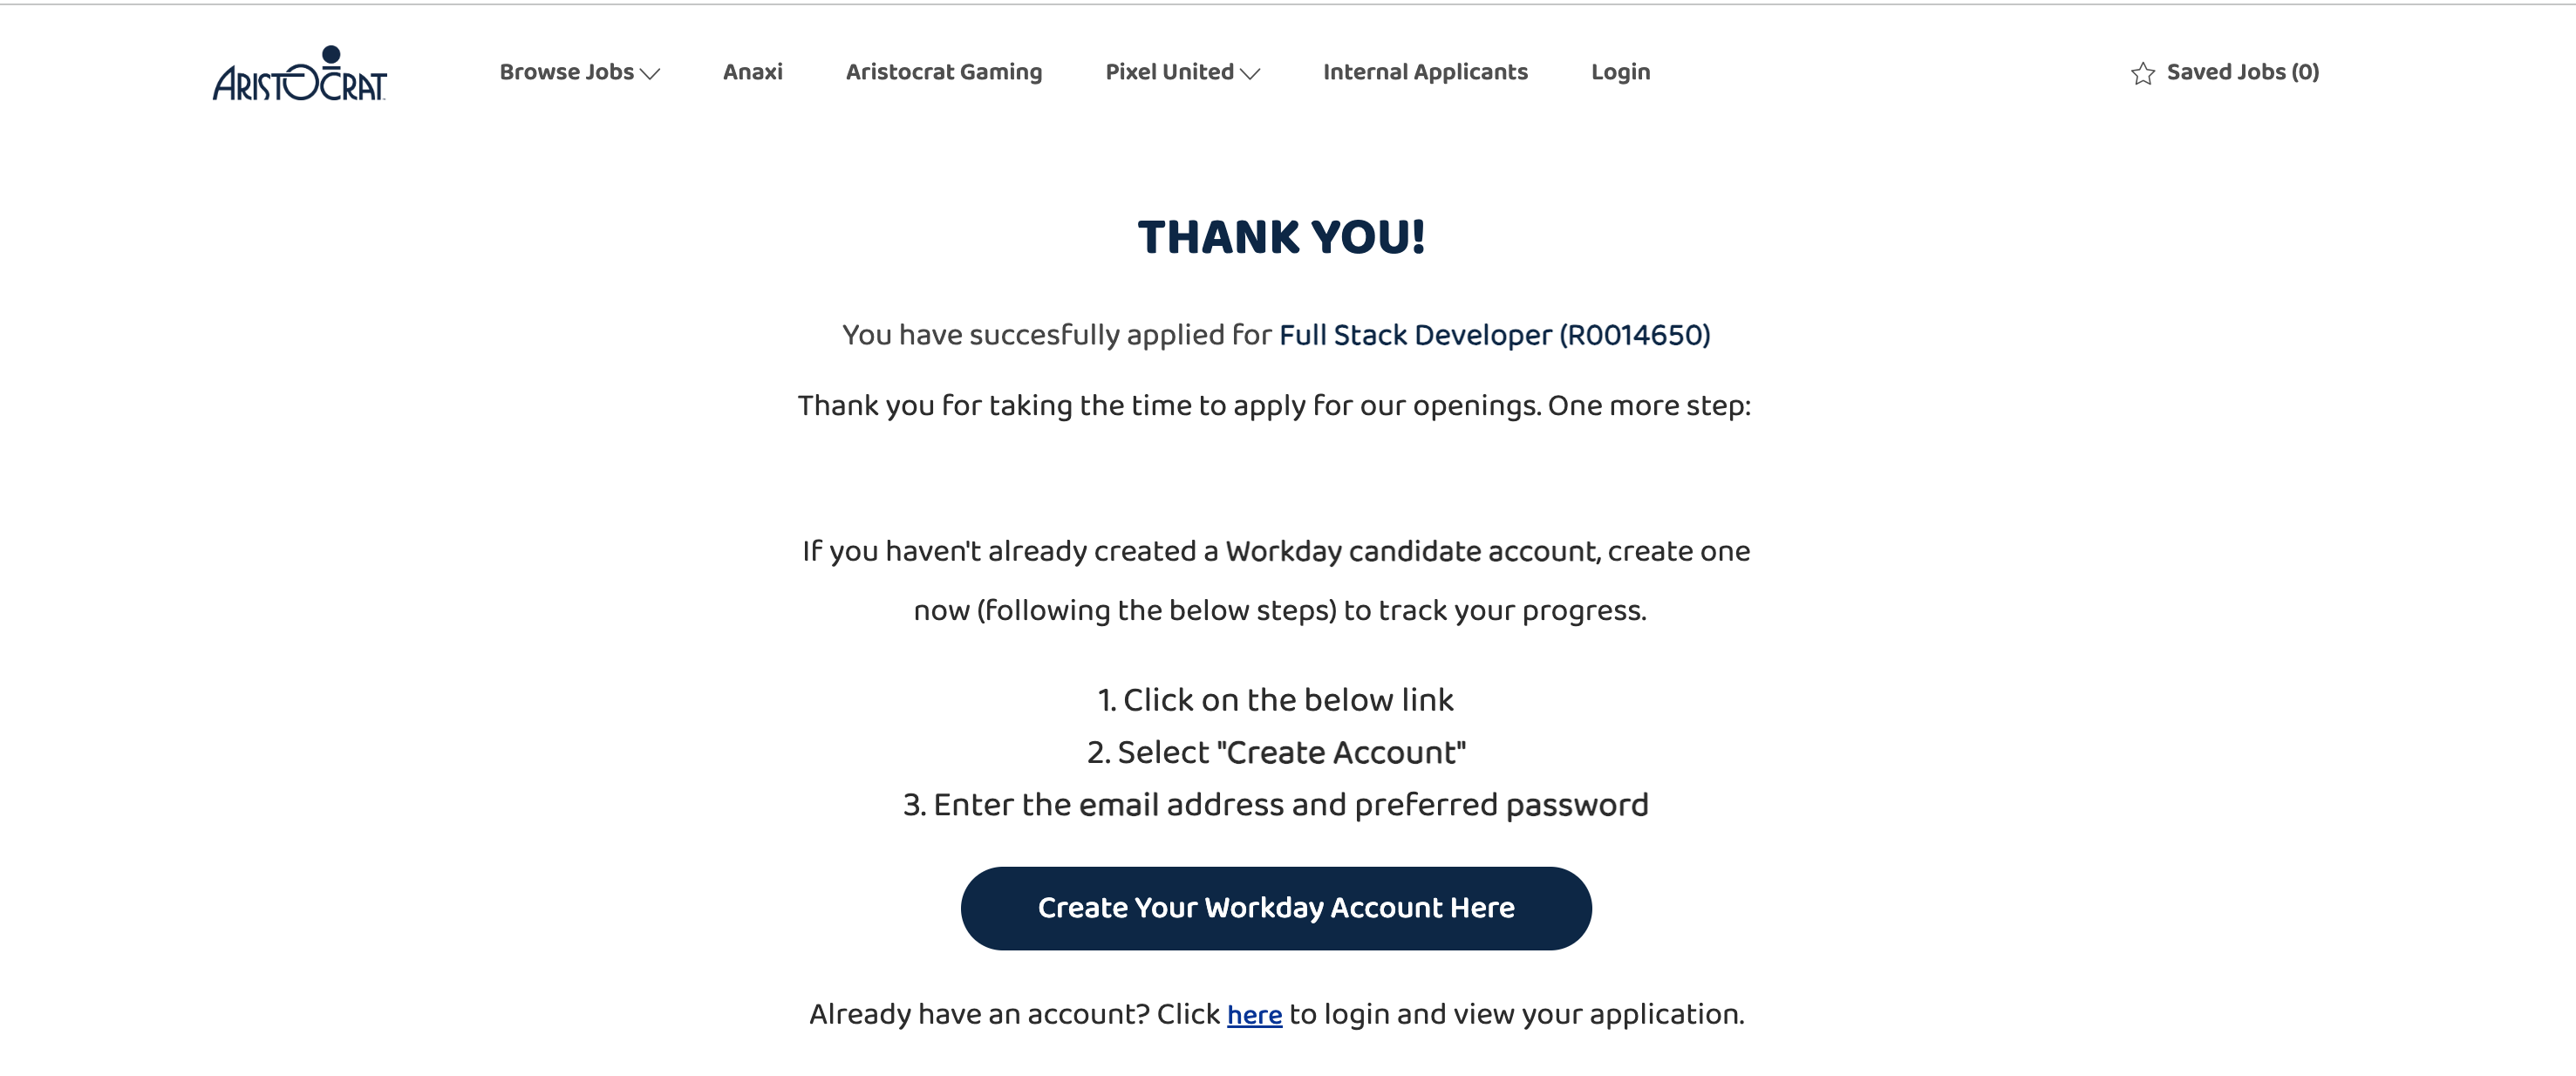 ARISTOCRAT
Browse Jobs
Anaxi
Aristocrat Gaming
Pixel United
Internal Applicants
Login
Saved Jobs (0)
THANK YOU!
You have succesfully applied for Full Stack Developer (R0014650)
Thank you for taking the time to apply for our openings. One more step:
If you haven't already created a Workday candidate account, create one
now (following the below steps) to track your progress.
1. Click on the below link
2. Select "Create Account"
3. Enter the email address and preferred password
Create Your Workday Account Here
Already have an account? Click here to login and view your application.